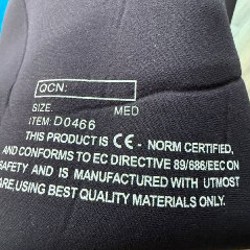 QCN:
SIZE: MED
ITEM: D0466
THIS PRODUCT IS CE - NORM CERTIFIED,
AND CONFORMS TO EC DIRECTIVE 89/686/EEC ON
SAFETY AND IS MANUFACTURED WITH UTMOST
CARE, USING BEST QUALITY MATERIALS ONLY.